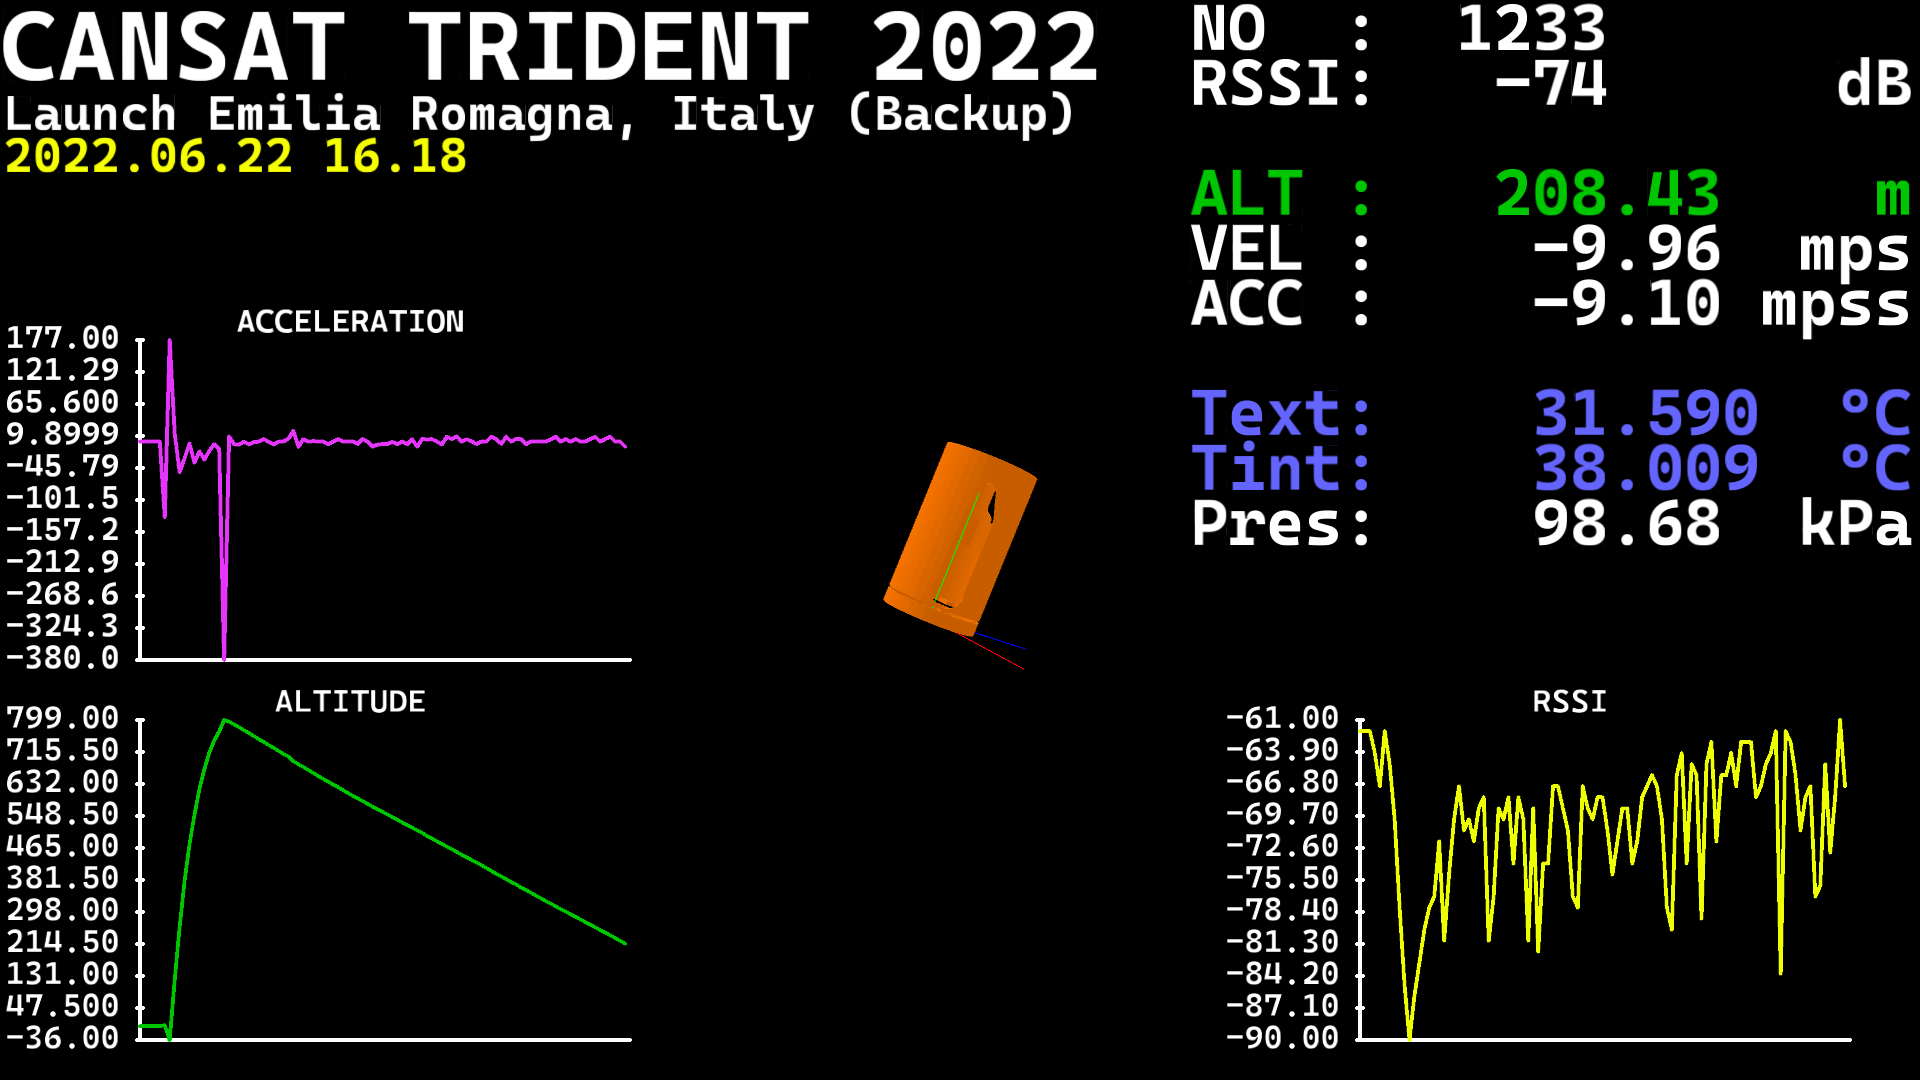 CANSAT TRIDENT 2022
Launch Emilia Romagna, Italy (Backup)
2022.06.22 16.18
NO : 1233
RSSI: −74 dB
ALT : 208.43 m
VEL : −9.96 mps
ACC : −9.10 mpss
Text: 31.590 °C
Tint: 38.009 °C
Pres: 98.68 kPa
ACCELERATION
177.00
121.29
65.600
9.8999
−45.79
−101.5
−157.2
−212.9
−268.6
−324.3
−380.0
ALTITUDE
799.00
715.50
632.00
548.50
465.00
381.50
298.00
214.50
131.00
47.500
−36.00
RSSI
−61.00
−63.90
−66.80
−69.70
−72.60
−75.50
−78.40
−81.30
−84.20
−87.10
−90.00